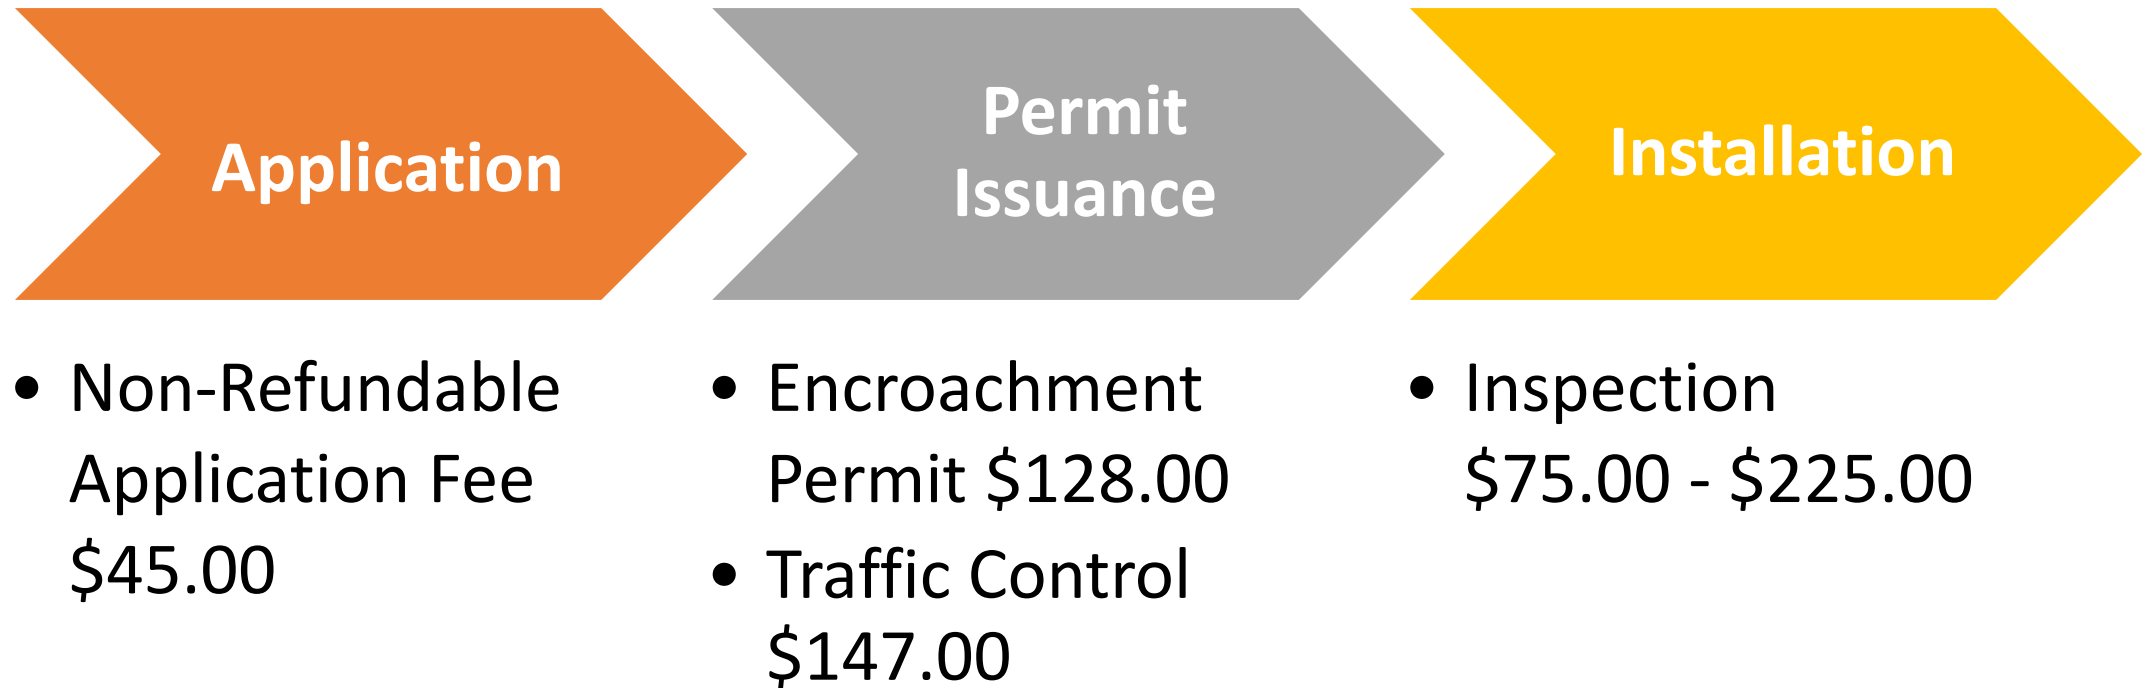 Application
• Non-Refundable
Application Fee
$45.00
Permit
Issuance
• Encroachment
Permit $128.00
• Traffic Control
$147.00
Installation
• Inspection
$75.00 - $225.00